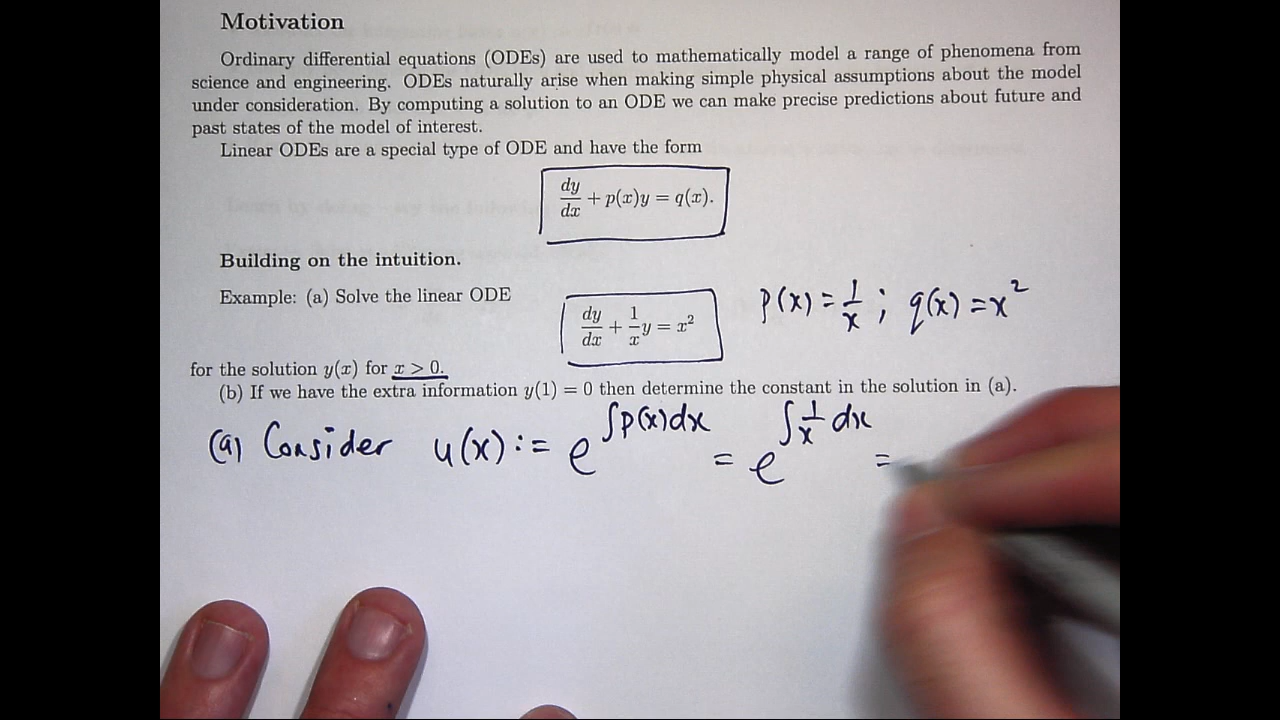 Motivation
Ordinary differential equations (ODEs) are used to mathematically model a range of phenomena from
science and engineering. ODEs naturally arise when making simple physical assumptions about the model
under consideration. By computing a solution to an ODE we can make precise predictions about future and
past states of the model of interest.
Linear ODEs are a special type of ODE and have the form
dy/dx + p(x)y = q(x).
Building on the intuition.
Example: (a) Solve the linear ODE
dy/dx + 1/x y = x² p(x) = 1/x ; q(x) = x²
for the solution y(x) for x > 0.
(b) If we have the extra information y(1) = 0 then determine the constant in the solution in (a).
(a) Consider u(x) := e^∫p(x)dx = e^∫1/x dx =